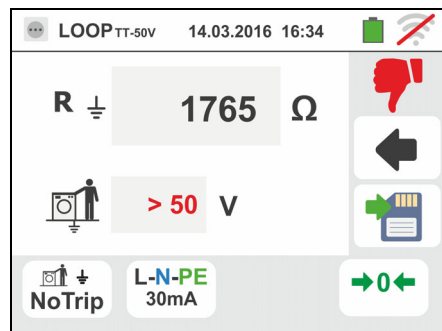 LOOP TT-50V 14.03.2016 16:34
R 1765 Ω
> 50 V
NoTrip L-N-PE
30mA
0